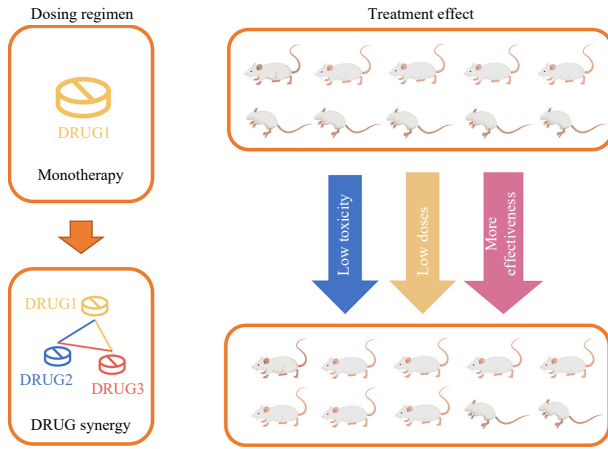 Dosing regimen
Treatment effect
DRUG1
Monotherapy
Low toxicity
Low doses
More
effectiveness
DRUG1
DRUG2
DRUG3
DRUG synergy